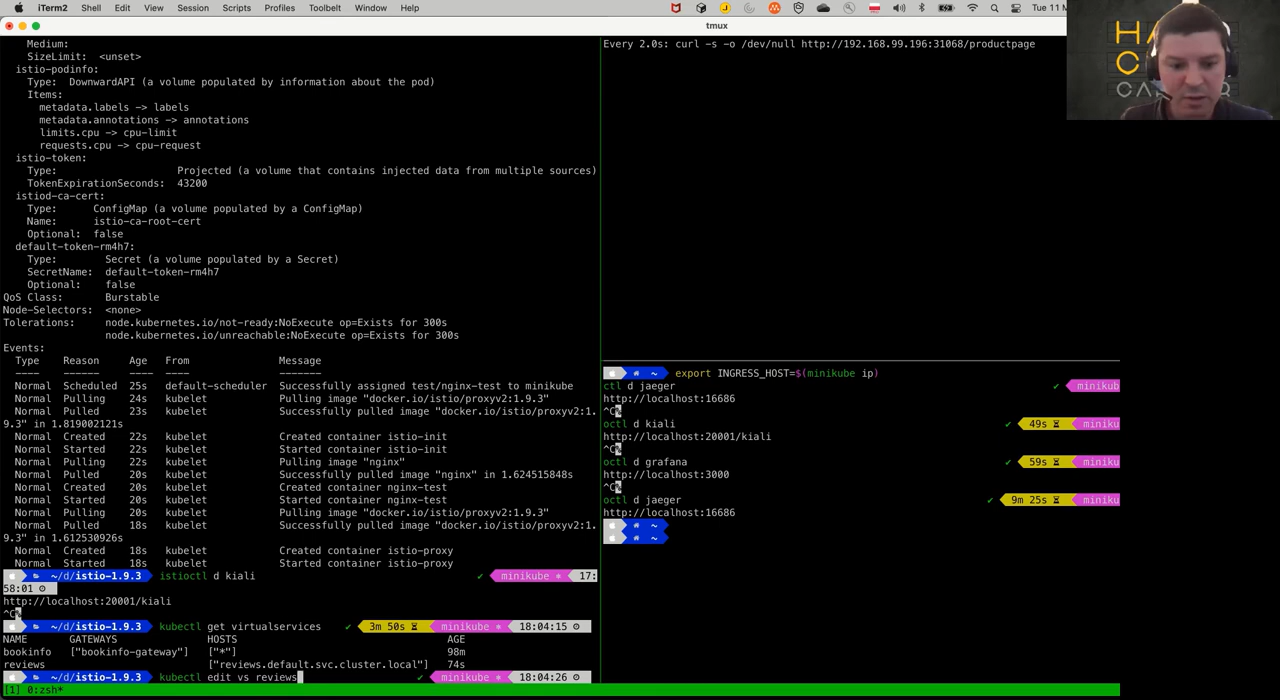 iTerm2 Shell Edit View Session Scripts Profiles Toolbelt Window Help Tue 11 M
tmux
Medium:
SizeLimit: <unset>
istio-podinfo:
Type: DownwardAPI (a volume populated by information about the pod)
Items:
metadata.labels -> labels
metadata.annotations -> annotations
limits.cpu -> cpu-limit
requests.cpu -> cpu-request
istio-token:
Type: Projected (a volume that contains injected data from multiple sources)
TokenExpirationSeconds: 43200
istiod-ca-cert:
Type: ConfigMap (a volume populated by a ConfigMap)
Name: istio-ca-root-cert
Optional: false
default-token-rm4h7:
Type: Secret (a volume populated by a Secret)
SecretName: default-token-rm4h7
Optional: false
QoS Class: Burstable
Node-Selectors: <none>
Tolerations: node.kubernetes.io/not-ready:NoExecute op=Exists for 300s
node.kubernetes.io/unreachable:NoExecute op=Exists for 300s
Events:
Type Reason Age From Message
---- ------ ---- ---- -------
Normal Scheduled 25s default-scheduler Successfully assigned test/nginx-test to minikube
Normal Pulling 24s kubelet Pulling image "docker.io/istio/proxyv2:1.9.3"
Normal Pulled 23s kubelet Successfully pulled image "docker.io/istio/proxyv2:1.
9.3" in 1.819002121s
Normal Created 22s kubelet Created container istio-init
Normal Started 22s kubelet Started container istio-init
Normal Pulling 22s kubelet Pulling image "nginx"
Normal Pulled 20s kubelet Successfully pulled image "nginx" in 1.624515848s
Normal Created 20s kubelet Created container nginx-test
Normal Started 20s kubelet Started container nginx-test
Normal Pulling 20s kubelet Pulling image "docker.io/istio/proxyv2:1.9.3"
Normal Pulled 18s kubelet Successfully pulled image "docker.io/istio/proxyv2:1.
9.3" in 1.612530926s
Normal Created 18s kubelet Created container istio-proxy
Normal Started 18s kubelet Started container istio-proxy
~/d/istio-1.9.3 istioctl d kiali ✔ minikube 17:
58:01
http://localhost:20001/kiali
^C%
~/d/istio-1.9.3 kubectl get virtualservices ✔ 3m 50s minikube 18:04:15
NAME GATEWAYS HOSTS AGE
bookinfo ["bookinfo-gateway"] ["*"] 98m
reviews ["reviews.default.svc.cluster.local"] 74s
~/d/istio-1.9.3 kubectl edit vs reviews ✔ minikube 18:04:26
[1] 0:zsh*
Every 2.0s: curl -s -o /dev/null http://192.168.99.196:31068/productpage
~ export INGRESS_HOST=$(minikube ip)
ctl d jaeger ✔ minikub
http://localhost:16686
^C%
octl d kiali ✔ 49s miniku
http://localhost:20001/kiali
^C%
octl d grafana ✔ 59s miniku
http://localhost:3000
^C%
octl d jaeger ✔ 9m 25s miniku
http://localhost:16686
~
~